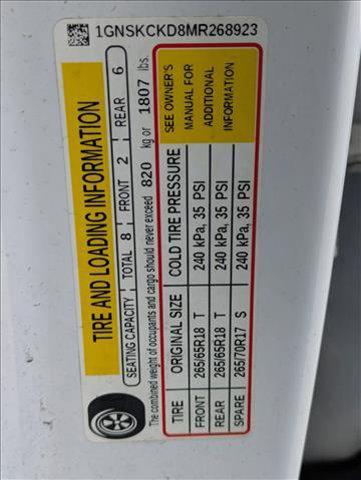 1GNSKCKD8MR268923
TIRE AND LOADING INFORMATION
SEATING CAPACITY TOTAL 8 FRONT 2 REAR 6
The combined weight of occupants and cargo should never exceed 820 kg or 1807 lbs.
TIRE ORIGINAL SIZE COLD TIRE PRESSURE
FRONT 265/65R18 T 240 kPa, 35 PSI
REAR 265/65R18 T 240 kPa, 35 PSI
SPARE 265/70R17 S 240 kPa, 35 PSI
SEE OWNER'S
MANUAL FOR
ADDITIONAL
INFORMATION